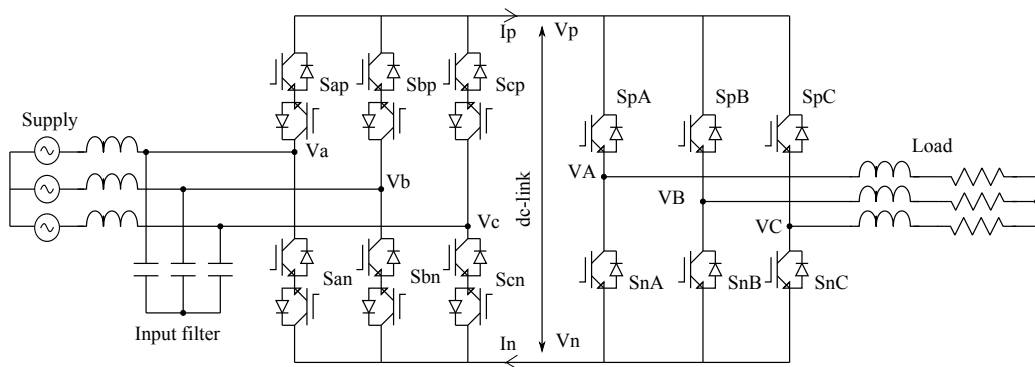 Ip
Vp
Sap
Sbp
Scp
SpA
SpB
SpC
Supply
Va
Vb
Vc
dc-link
VA
VB
VC
Load
San
Sbn
Scn
SnA
SnB
SnC
Input filter
In
Vn